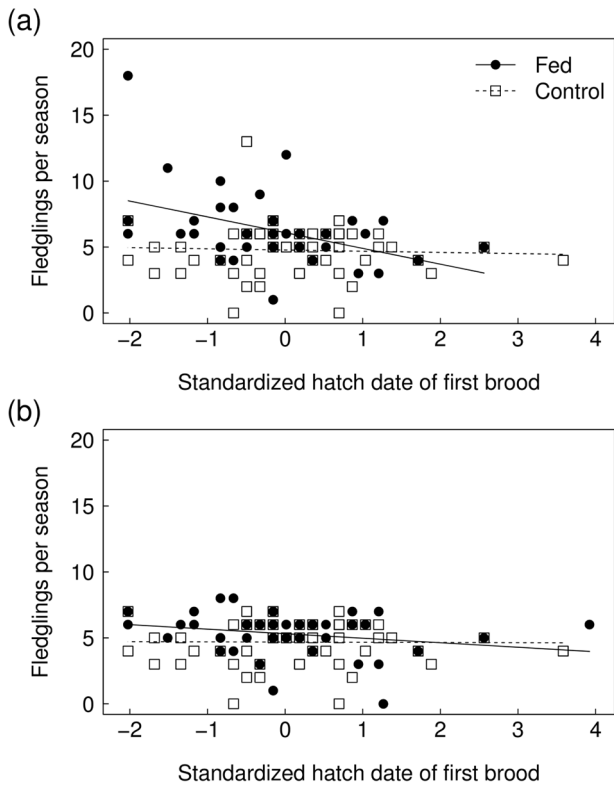 (a)
20
15
10
5
0
Fledglings per season
Fed
Control
−2 −1 0 1 2 3 4
Standardized hatch date of first brood
(b)
20
15
10
5
0
Fledglings per season
−2 −1 0 1 2 3 4
Standardized hatch date of first brood